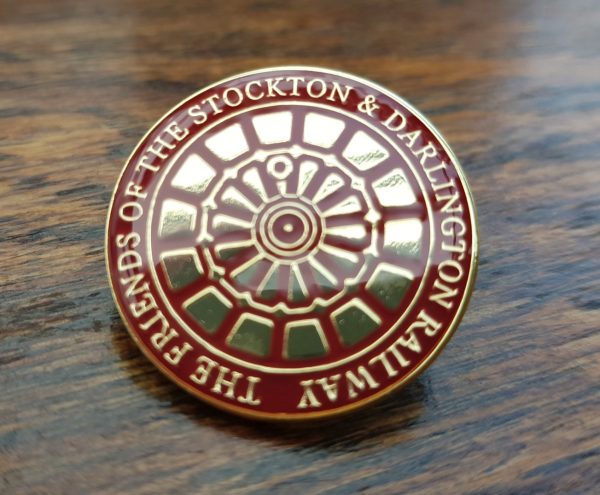 THE FRIENDS OF THE STOCKTON & DARLINGTON RAILWAY